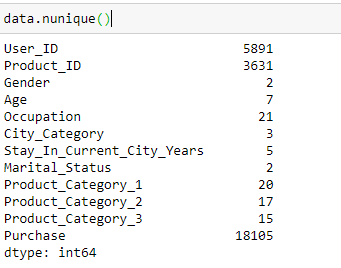 data.nunique()
User_ID 5891
Product_ID 3631
Gender 2
Age 7
Occupation 21
City_Category 3
Stay_In_Current_City_Years 5
Marital_Status 2
Product_Category_1 20
Product_Category_2 17
Product_Category_3 15
Purchase 18105
dtype: int64